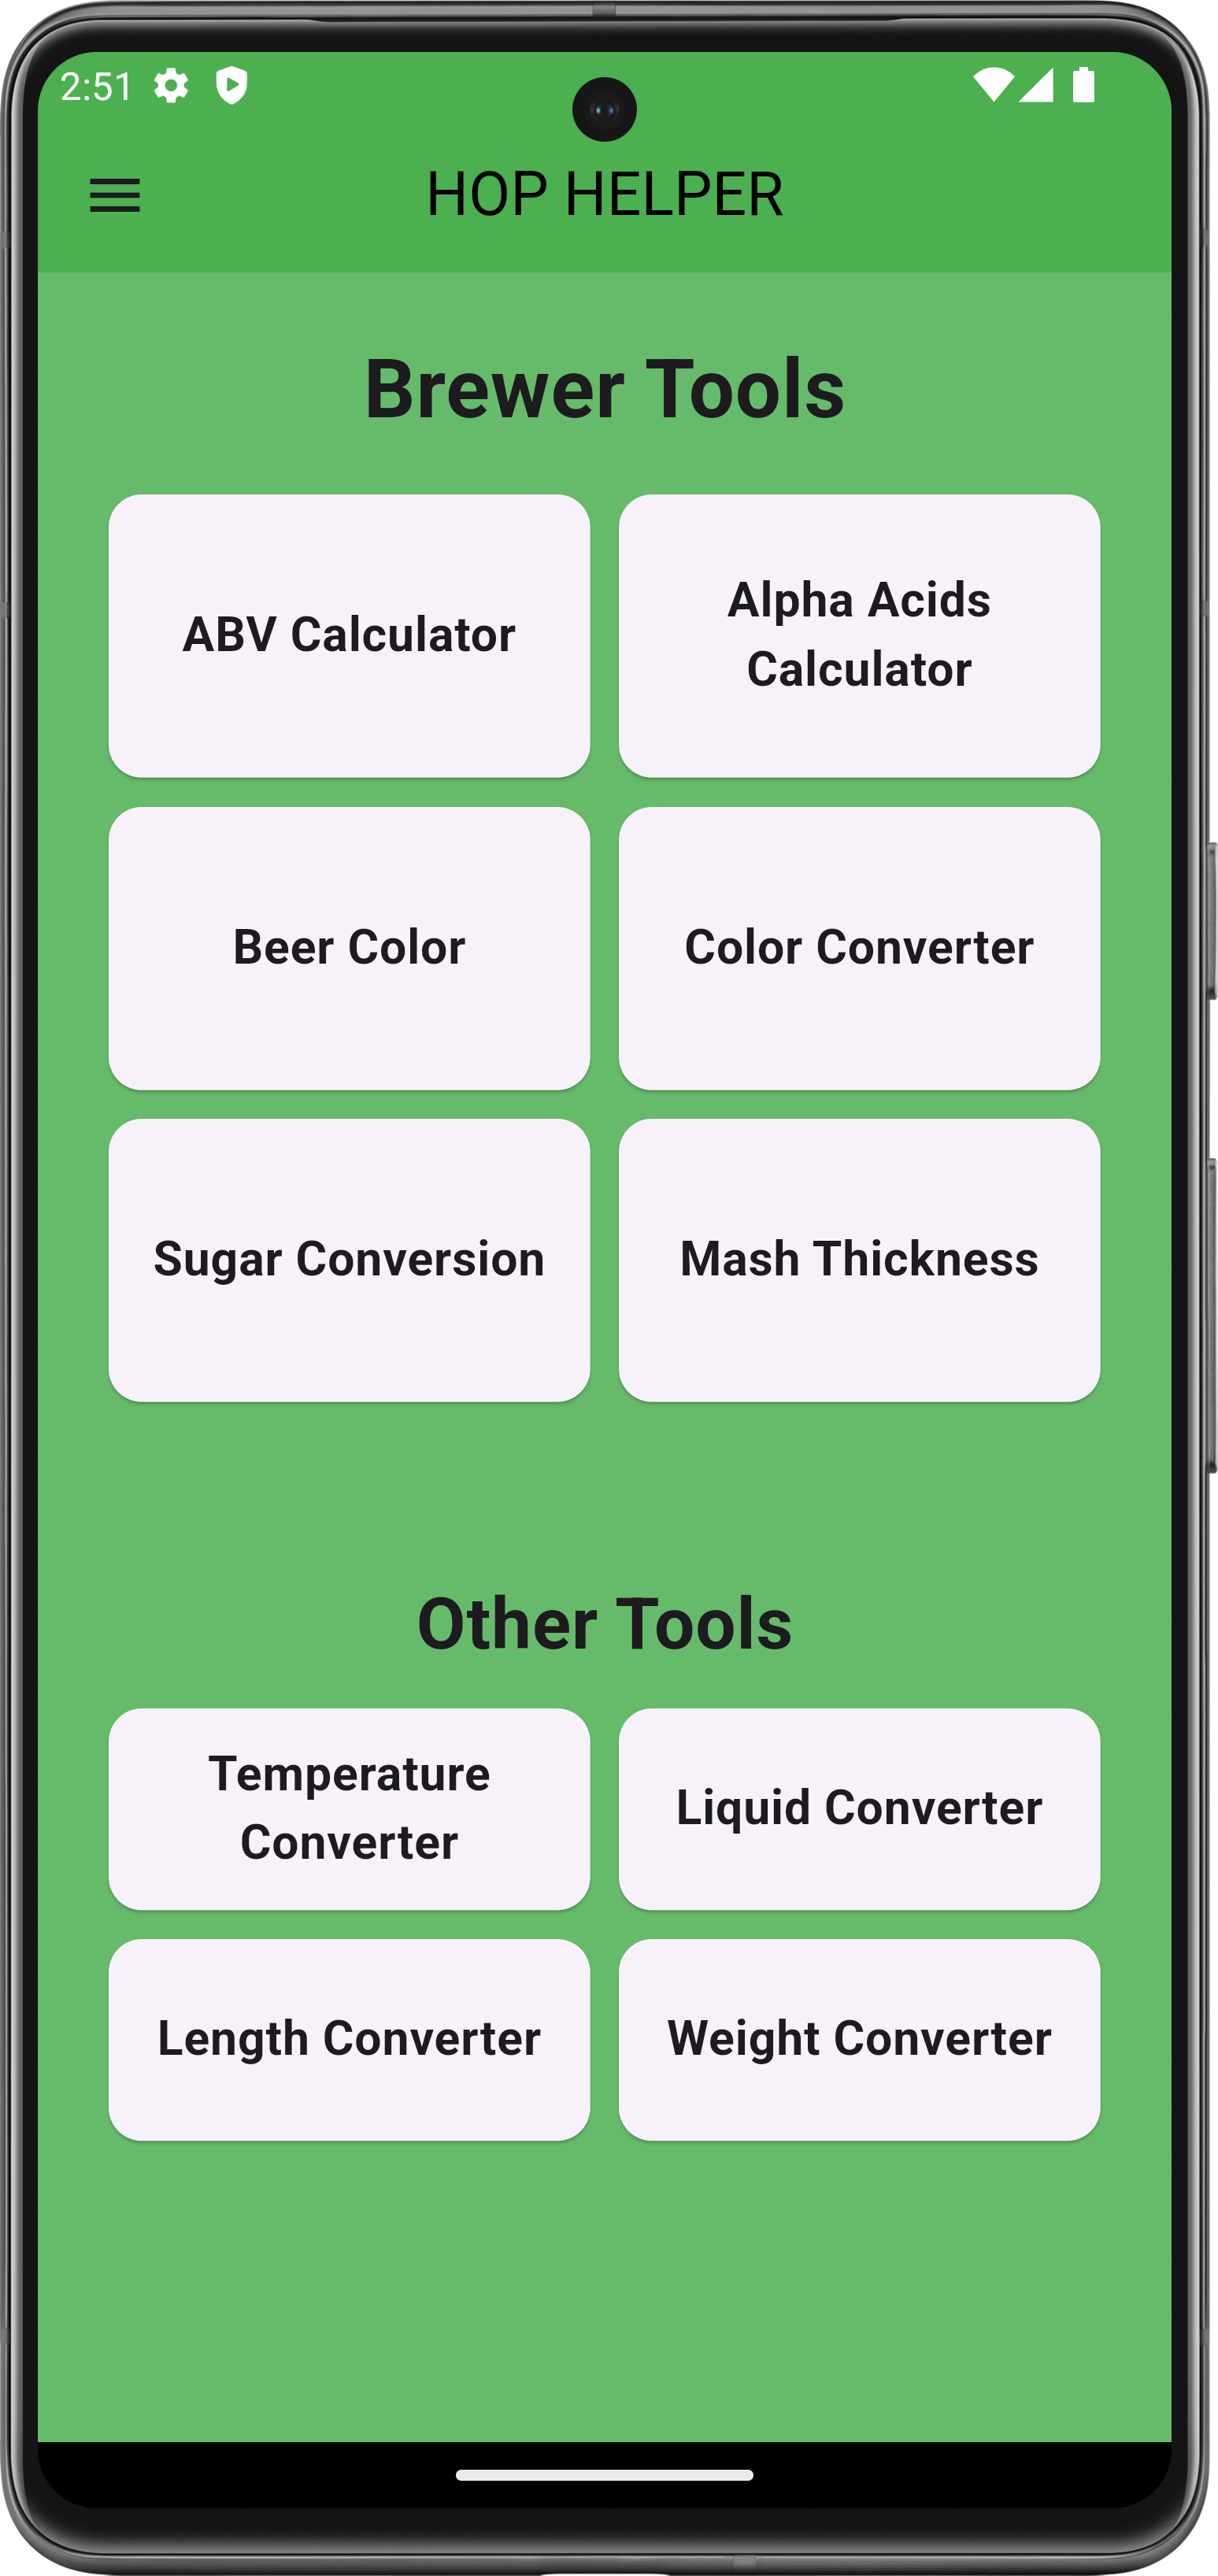 2:51
HOP HELPER
Brewer Tools
ABV Calculator
Alpha Acids
Calculator
Beer Color
Color Converter
Sugar Conversion
Mash Thickness
Other Tools
Temperature
Converter
Liquid Converter
Length Converter
Weight Converter